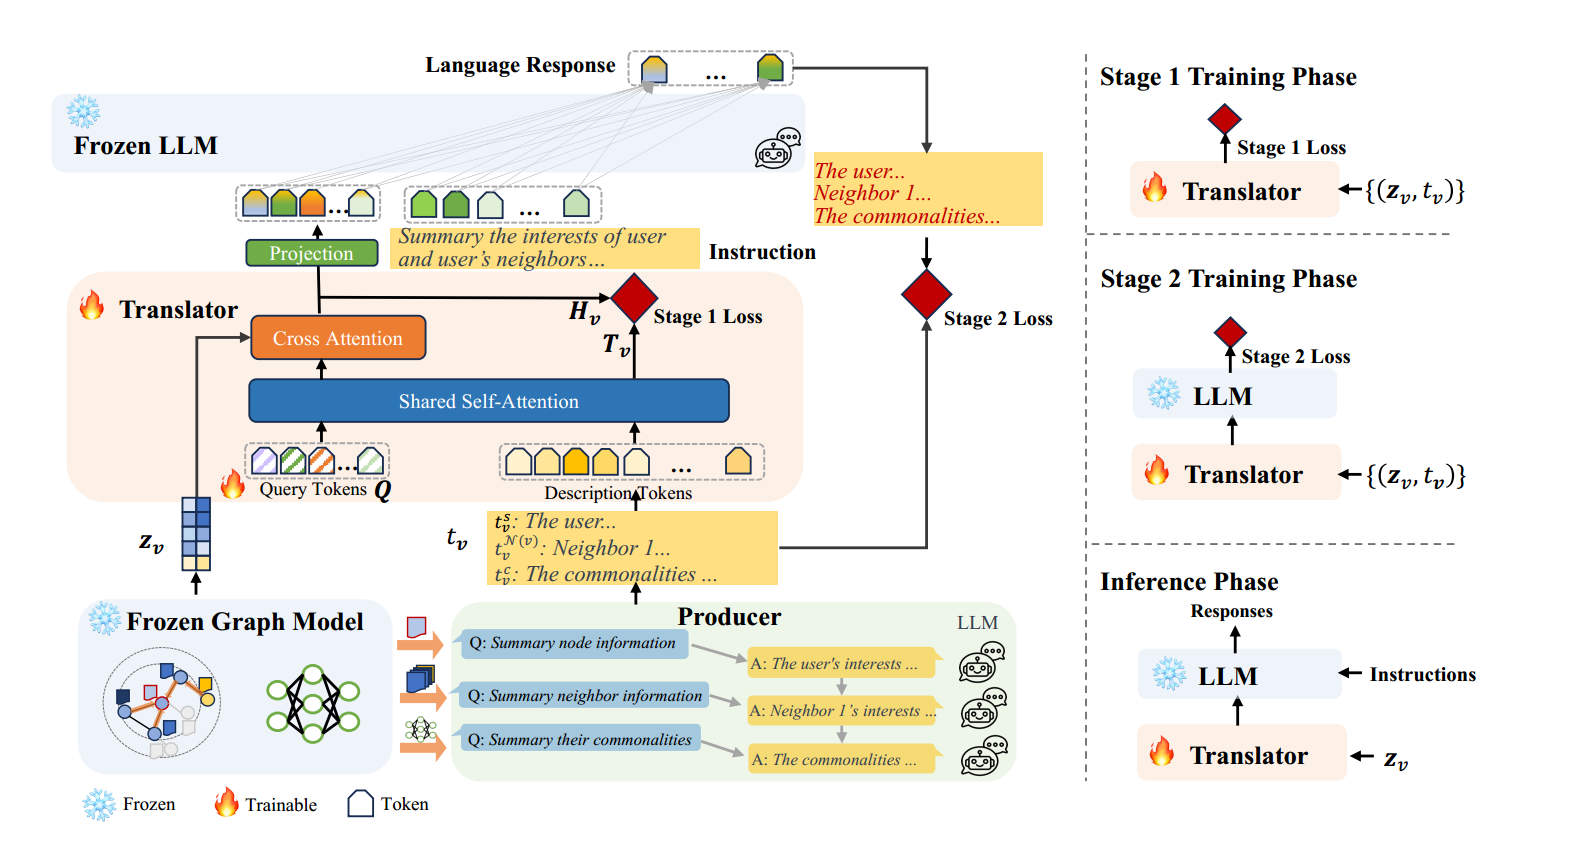 Language Response
...
Frozen LLM
...
...
Projection
Summary the interests of user
and user's neighbors...
Instruction
Translator
Cross Attention
H_v
Stage 1 Loss
T_v
Shared Self-Attention
...
...
Query Tokens Q
Description Tokens
z_v
t_v
t_v^s: The user...
t_v^{N(v)}: Neighbor 1...
t_v^c: The commonalities ...
The user...
Neighbor 1...
The commonalities...
Stage 2 Loss
Frozen Graph Model
Producer
LLM
Q: Summary node information
A: The user's interests ...
Q: Summary neighbor information
A: Neighbor 1's interests ...
Q: Summary their commonalities
A: The commonalities ...
Frozen
Trainable
Token
Stage 1 Training Phase
Stage 1 Loss
Translator
{(z_v, t_v)}
Stage 2 Training Phase
Stage 2 Loss
LLM
Translator
{(z_v, t_v)}
Inference Phase
Responses
LLM
Instructions
Translator
z_v